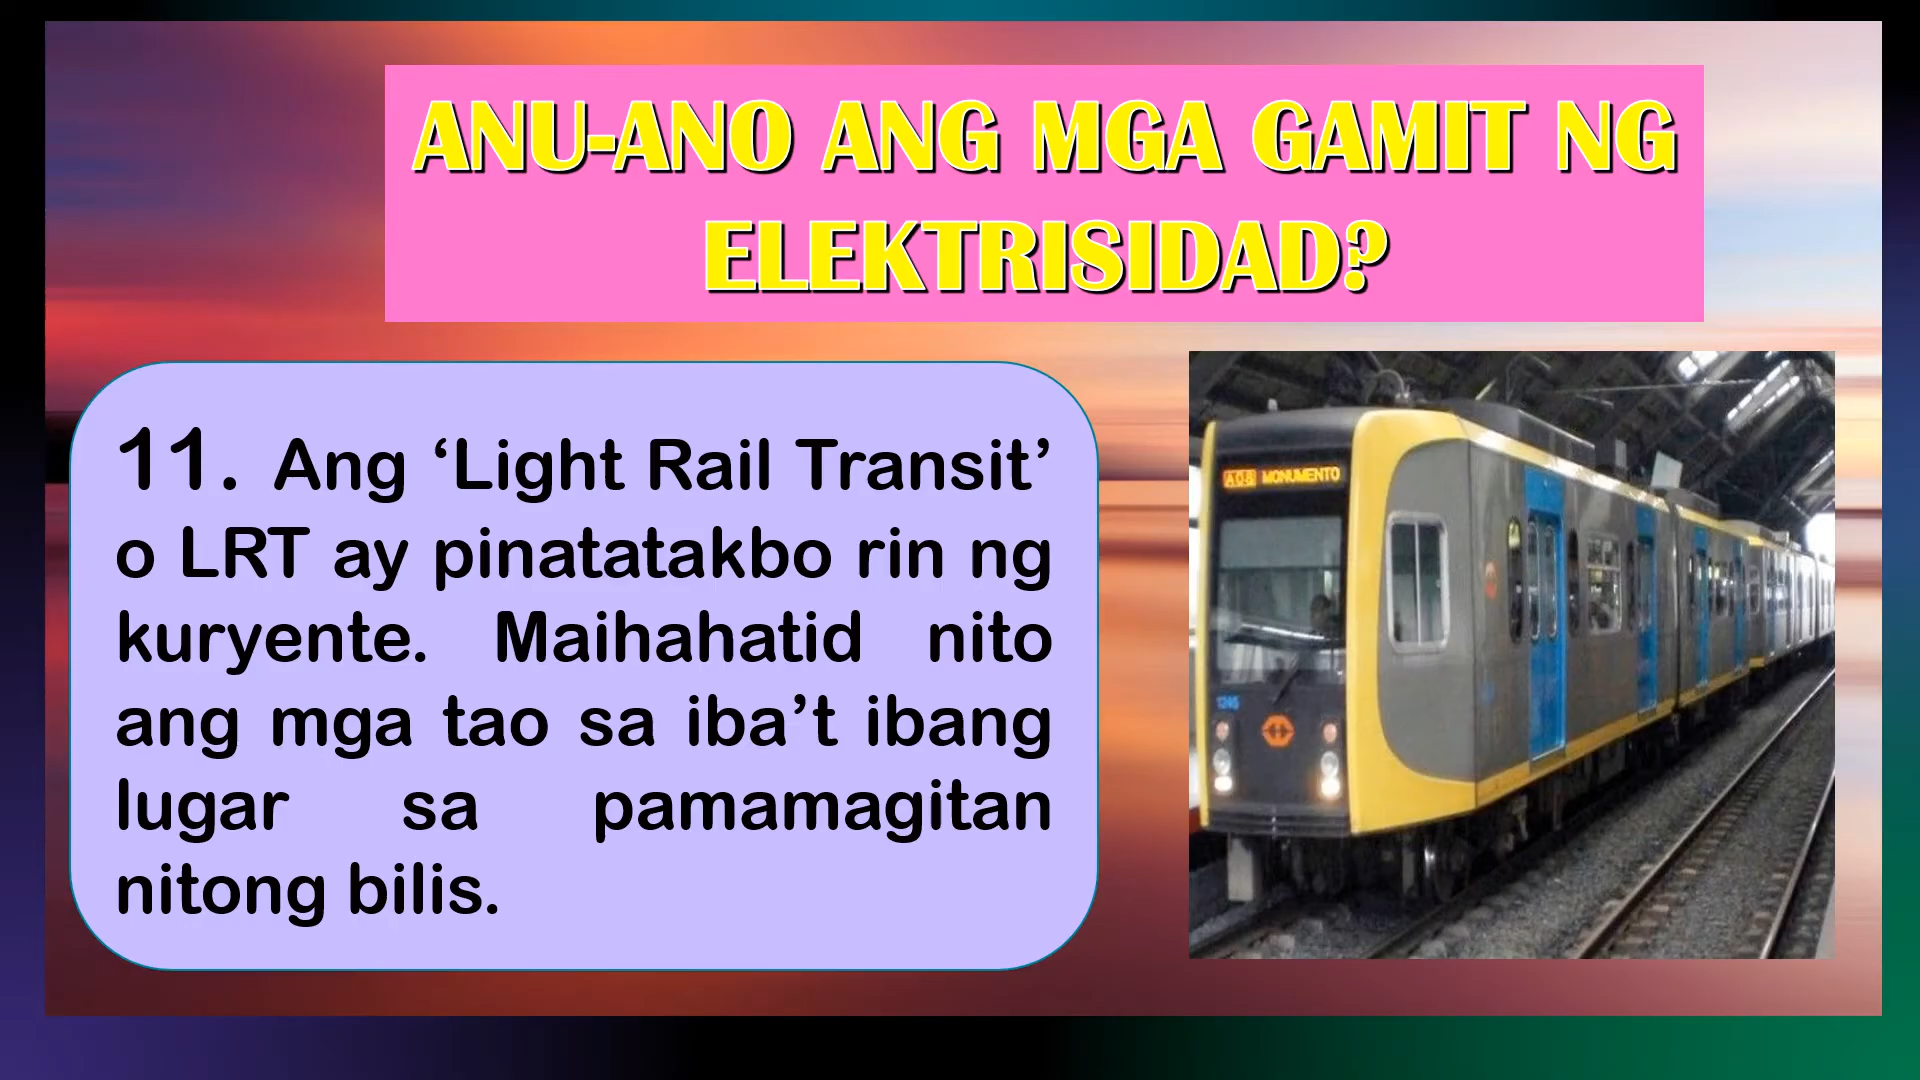 ANU-ANO ANG MGA GAMIT NG
ELEKTRISIDAD?
11. Ang ‘Light Rail Transit’
o LRT ay pinatatakbo rin ng
kuryente. Maihahatid nito
ang mga tao sa iba’t ibang
lugar sa pamamagitan
nitong bilis.
MONUMENTO